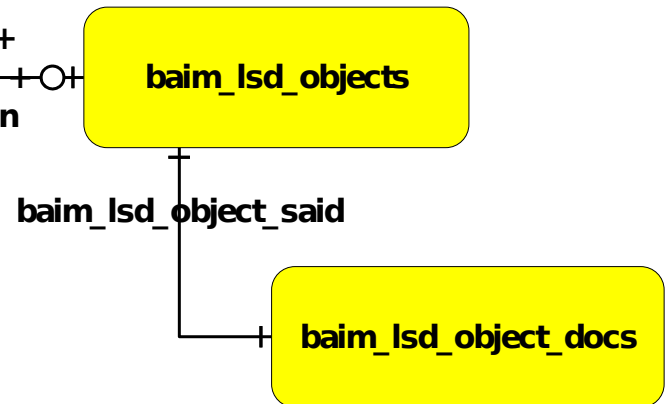 +
baim_lsd_objects
n
baim_lsd_object_said
baim_lsd_object_docs